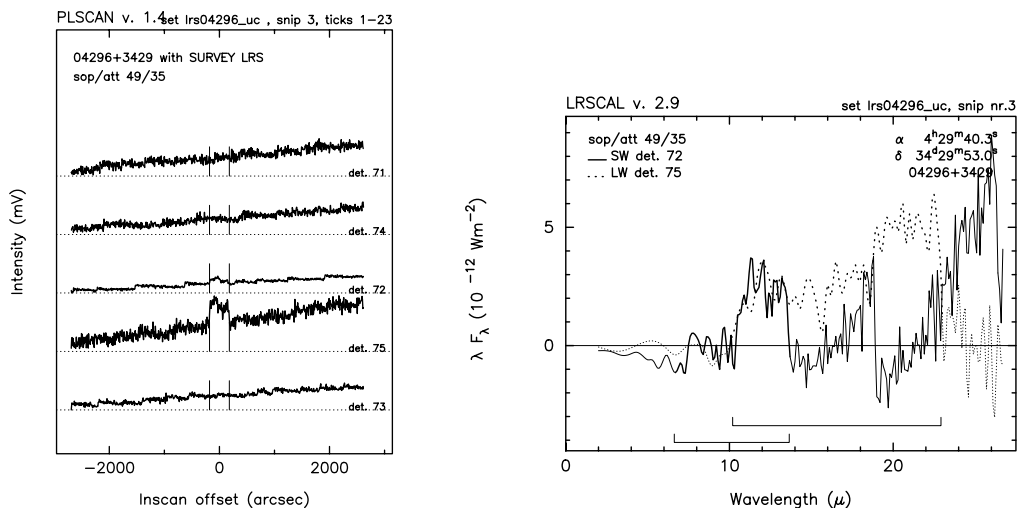 PLSCAN v. 1.4
set lrs04296_uc , snip 3, ticks 1-23
04296+3429 with SURVEY LRS
sop/att 49/35
det. 71
det. 74
det. 72
det. 75
det. 73
Intensity (mV)
-2000 0 2000
Inscan offset (arcsec)
LRSCAL v. 2.9
set lrs04296_uc, snip nr.3
sop/att 49/35
SW det. 72
LW det. 75
α 4ʰ29ᵐ40.3ˢ
δ 34ᵈ29ᵐ53.0ˢ
04296+3429
5
0
λ F_λ (10 ⁻¹² Wm⁻²)
0 10 20
Wavelength (μ)